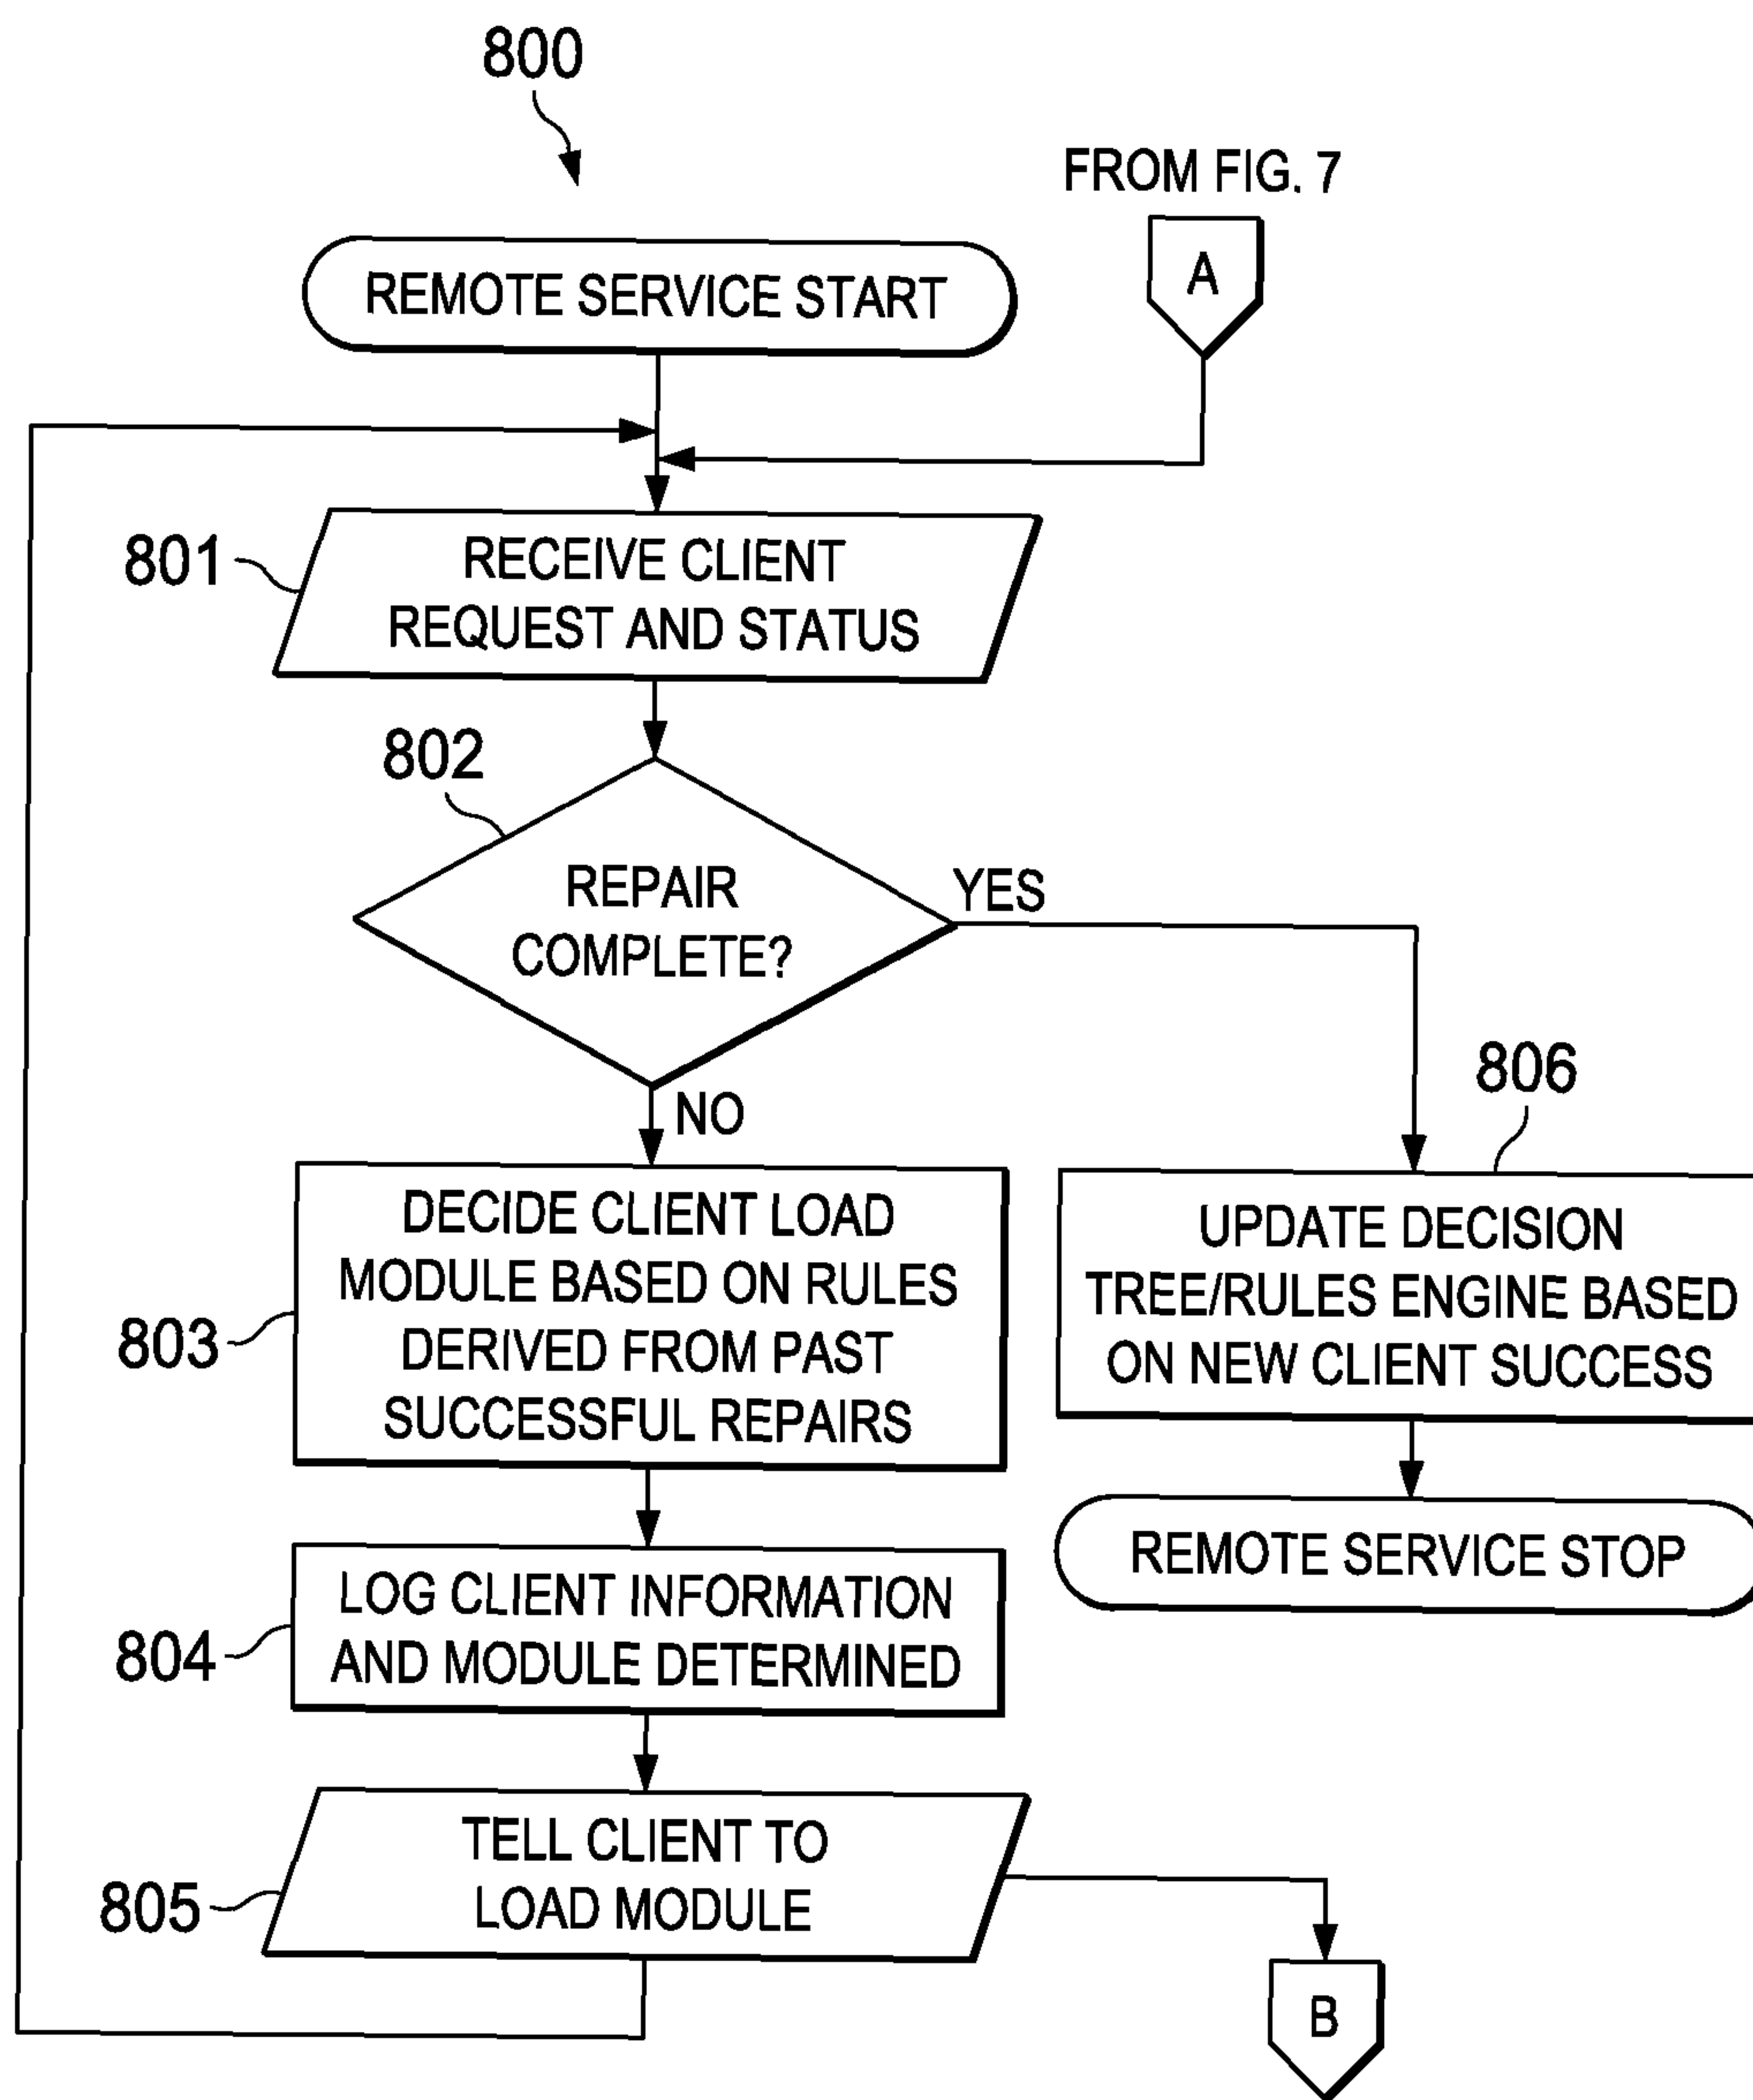 800
FROM FIG. 7
A
REMOTE SERVICE START
801
RECEIVE CLIENT
REQUEST AND STATUS
802
REPAIR
COMPLETE?
YES
NO
803
DECIDE CLIENT LOAD
MODULE BASED ON RULES
DERIVED FROM PAST
SUCCESSFUL REPAIRS
806
UPDATE DECISION
TREE/RULES ENGINE BASED
ON NEW CLIENT SUCCESS
REMOTE SERVICE STOP
804
LOG CLIENT INFORMATION
AND MODULE DETERMINED
805
TELL CLIENT TO
LOAD MODULE
B